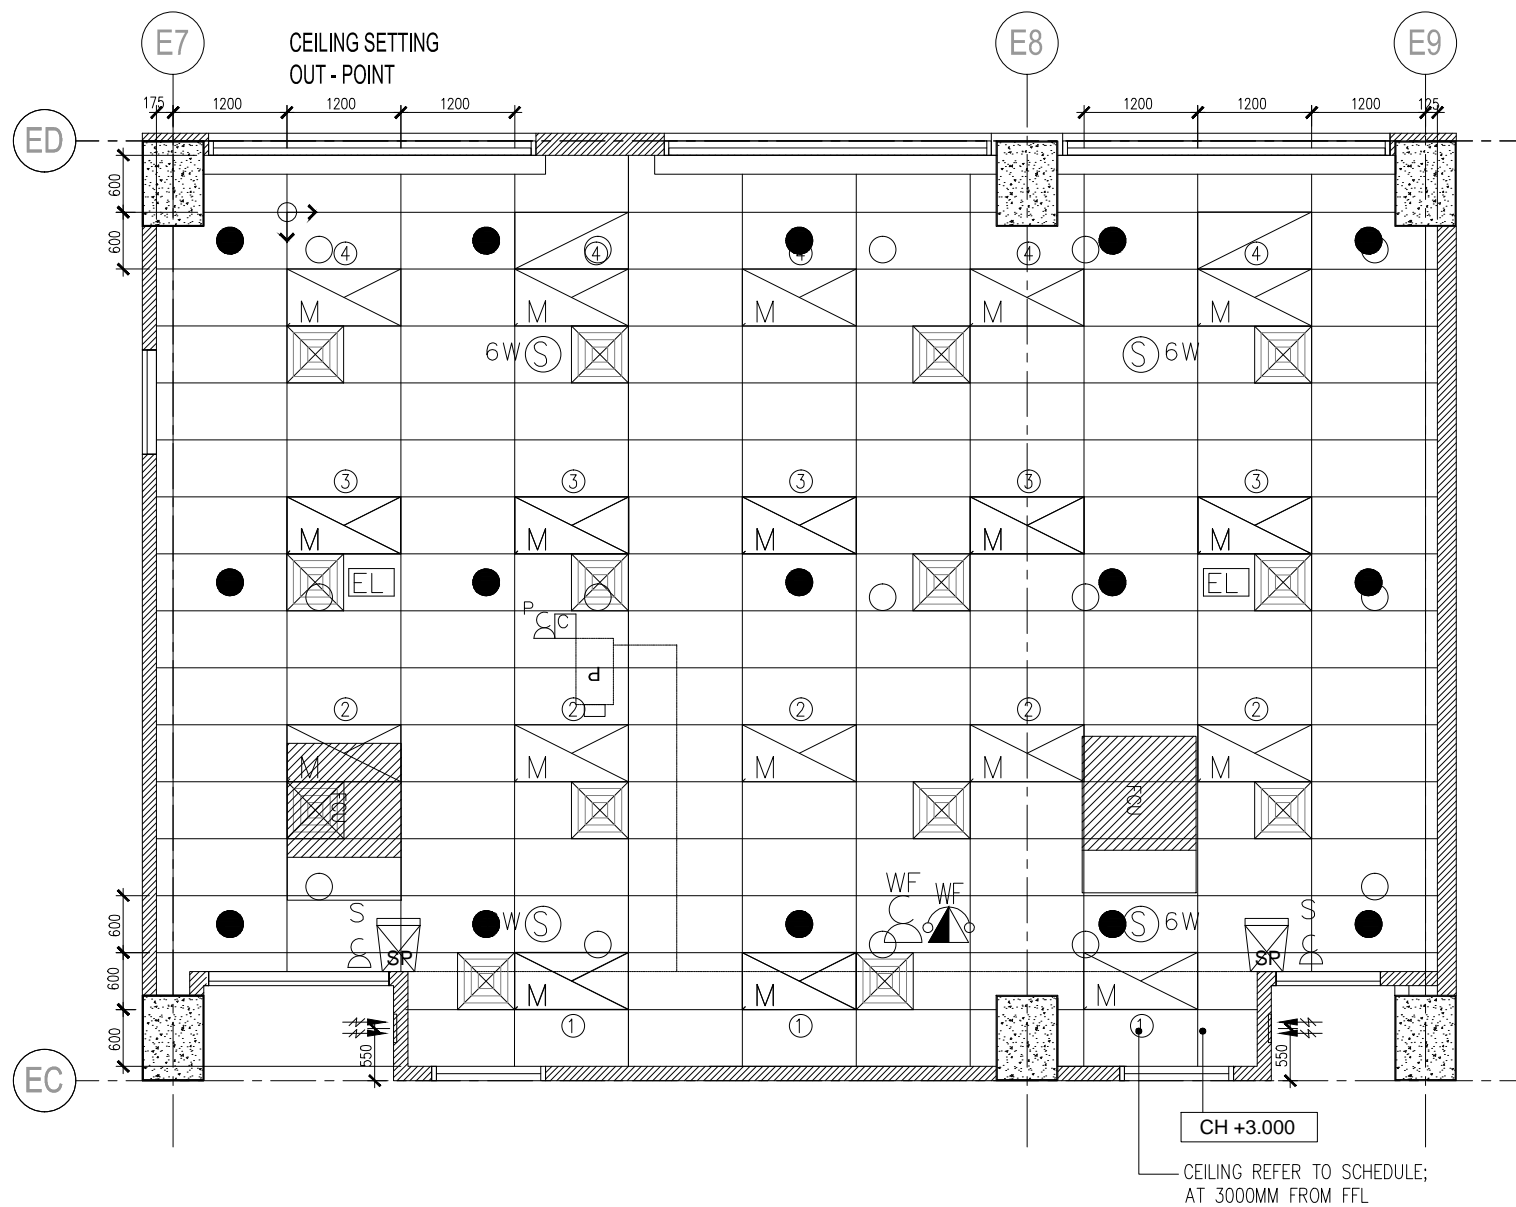 E7 CEILING SETTING E8 E9
OUT - POINT
175 1200 1200 1200 1200 1200 1200 125
ED
600
600
4 4 4 4 4
M M M M M
6W S S 6W
3 3 3 3 3
M M M M M
EL EL
P C C
P
2 2 2 2 2
M M M M M
FCU FCU
WF WF
S S
600 W S S 6W
C C C
SP SP
600 M M M
600 1 1 1
550 550
EC
CH +3.000
CEILING REFER TO SCHEDULE;
AT 3000MM FROM FFL